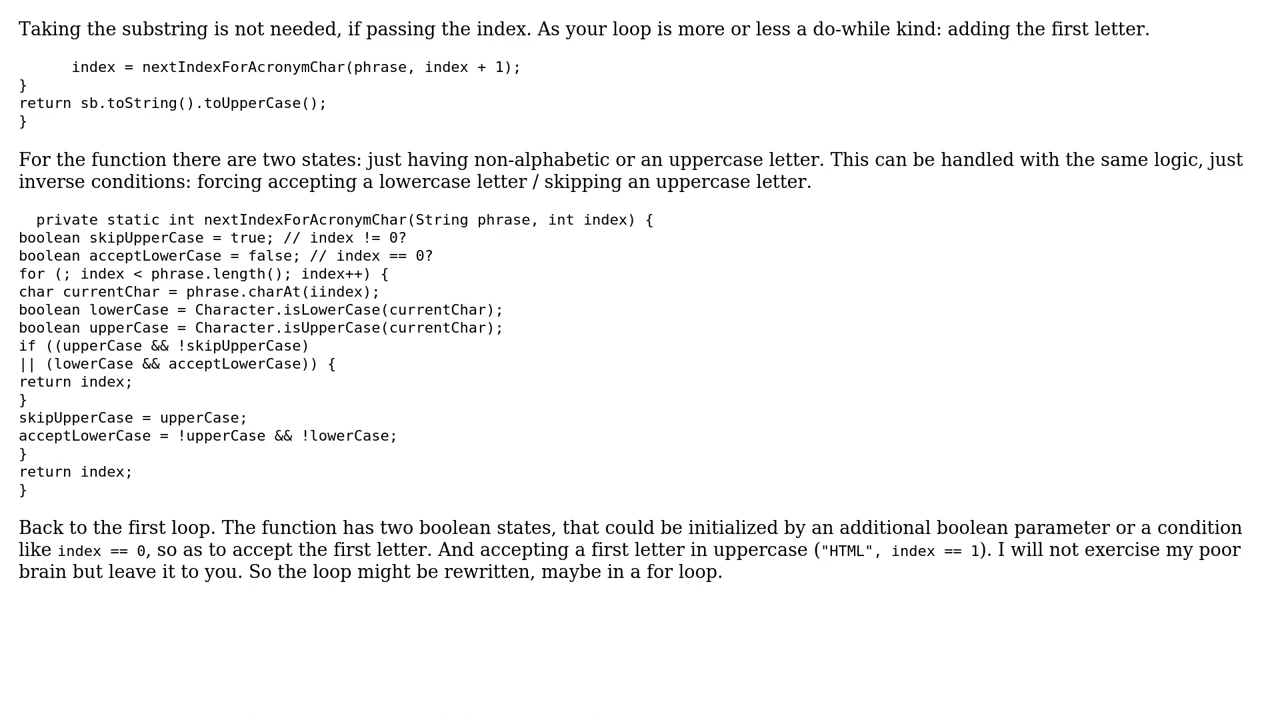 Taking the substring is not needed, if passing the index. As your loop is more or less a do-while kind: adding the first letter.
index = nextIndexForAcronymChar(phrase, index + 1);
}
return sb.toString().toUpperCase();
}
For the function there are two states: just having non-alphabetic or an uppercase letter. This can be handled with the same logic, just
inverse conditions: forcing accepting a lowercase letter / skipping an uppercase letter.
private static int nextIndexForAcronymChar(String phrase, int index) {
boolean skipUpperCase = true; // index != 0?
boolean acceptLowerCase = false; // index == 0?
for (; index < phrase.length(); index++) {
char currentChar = phrase.charAt(iindex);
boolean lowerCase = Character.isLowerCase(currentChar);
boolean upperCase = Character.isUpperCase(currentChar);
if ((upperCase && !skipUpperCase)
|| (lowerCase && acceptLowerCase)) {
return index;
}
skipUpperCase = upperCase;
acceptLowerCase = !upperCase && !lowerCase;
}
return index;
}
Back to the first loop. The function has two boolean states, that could be initialized by an additional boolean parameter or a condition
like index == 0, so as to accept the first letter. And accepting a first letter in uppercase ("HTML", index == 1). I will not exercise my poor
brain but leave it to you. So the loop might be rewritten, maybe in a for loop.